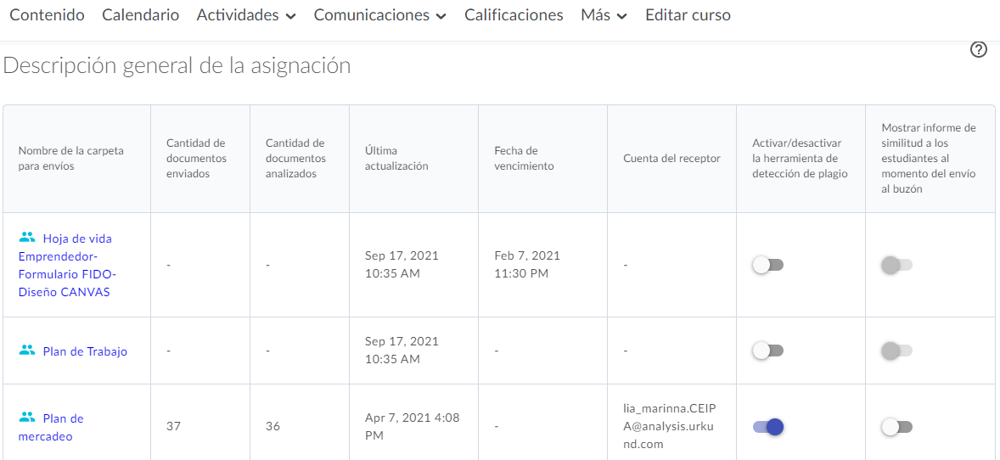 Contenido Calendario Actividades Comunicaciones Calificaciones Más Editar curso
?
Descripción general de la asignación
Nombre de la carpeta
para envíos
Cantidad de
documentos
enviados
Cantidad de
documentos
analizados
Última
actualización
Fecha de
vencimiento
Cuenta del receptor
Activar/desactivar
la herramienta de
detección de plagio
Mostrar informe de
similitud a los
estudiantes al
momento del envío
al buzón
Hoja de vida
Emprendedor-
Formulario FIDO-
Diseño CANVAS
-
-
Sep 17, 2021
10:35 AM
Feb 7, 2021
11:30 PM
-
Plan de Trabajo
-
-
Sep 17, 2021
10:35 AM
-
-
Plan de
mercadeo
37
36
Apr 7, 2021 4:08
PM
-
lia_marinna.CEIP
A@analysis.urku
nd.com